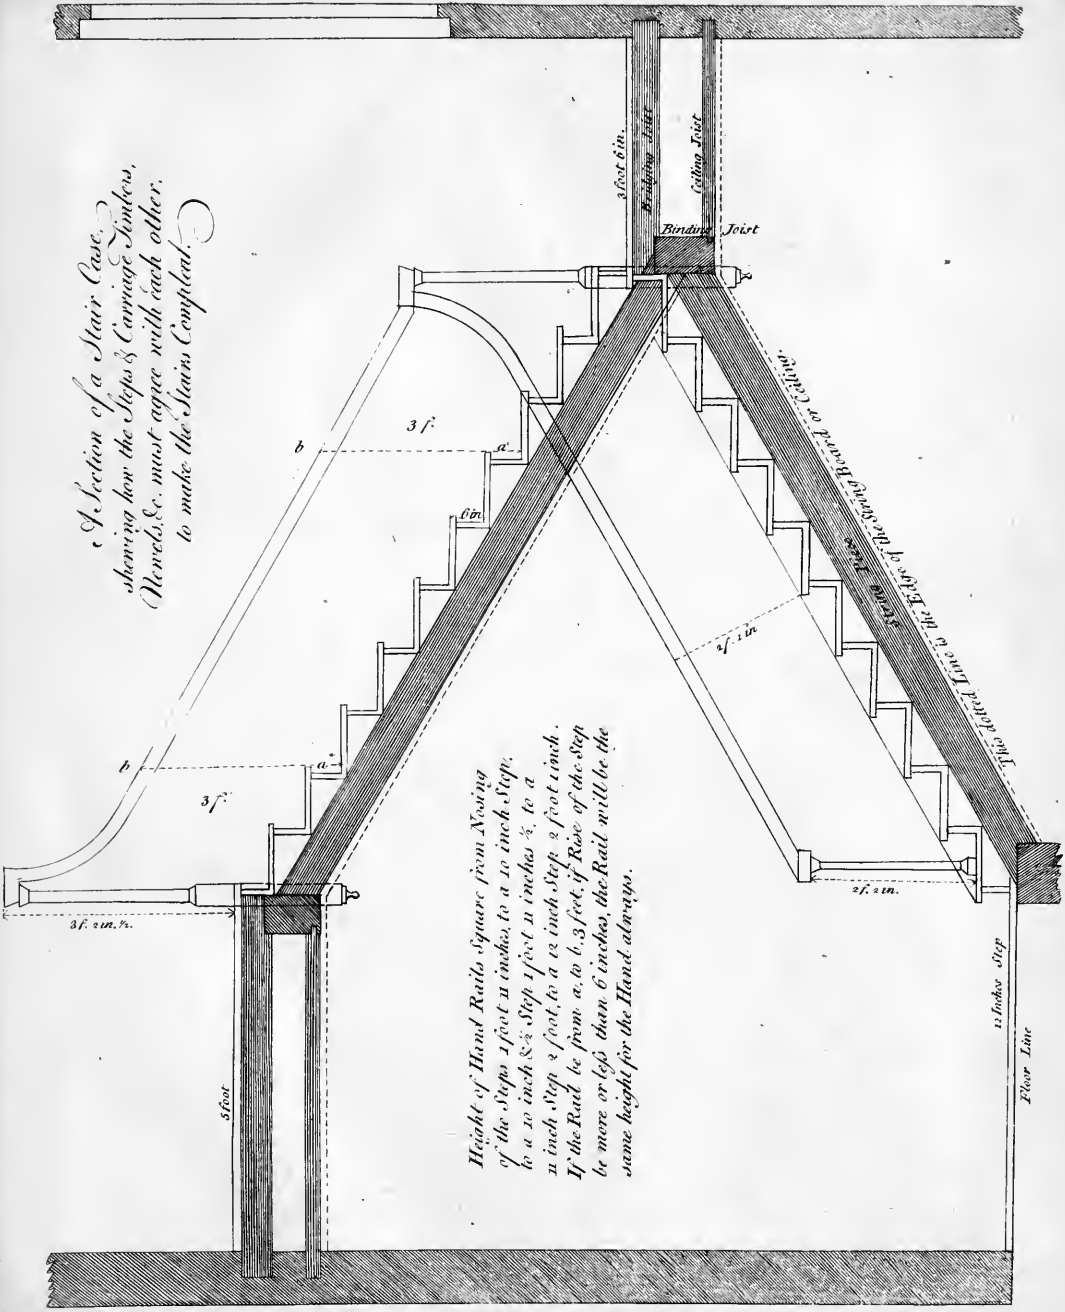 A Section of a Stair Case,
shewing how the Steps & Carriage Timbers,
Newels, &c. must agree with each other.
to make the Stairs Compleat.
3 foot 6 in.
Bridging Joist
Ceiling Joist
Binding Joist
3 f.
b
a
6 in
b
a
3 f.
3 f. 2 in. ½.
This dotted Line is the Edge of the String Board or Ceiling.
String Piece
2 f. 1 in
2 f. 2 in.
5 foot
Height of Hand Rails Square from Nosing
of the Steps 1 foot 11 inches, to a 10 inch Step,
to a 10 inch & ½ Step 1 foot 11 inches ½, to a
11 inch Step 2 foot, to a 12 inch Step 2 foot 1 inch.
If the Rail be from a, to b, 3 feet, if Rise of the Step
be more or leſs than 6 inches, the Rail will be the
same height for the Hand always.
12 Inches Step
Floor Line